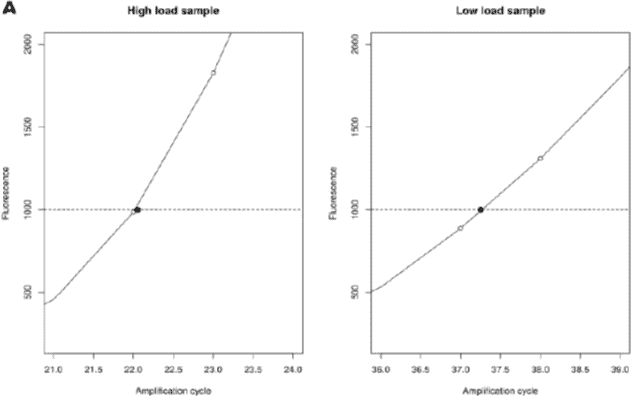 A
High load sample
Low load sample
2000
1500
1000
500
Fluorescence
21.0 21.5 22.0 22.5 23.0 23.5 24.0
Amplification cycle
2000
1500
1000
500
Fluorescence
36.0 36.5 37.0 37.5 38.0 38.5 39.0
Amplification cycle